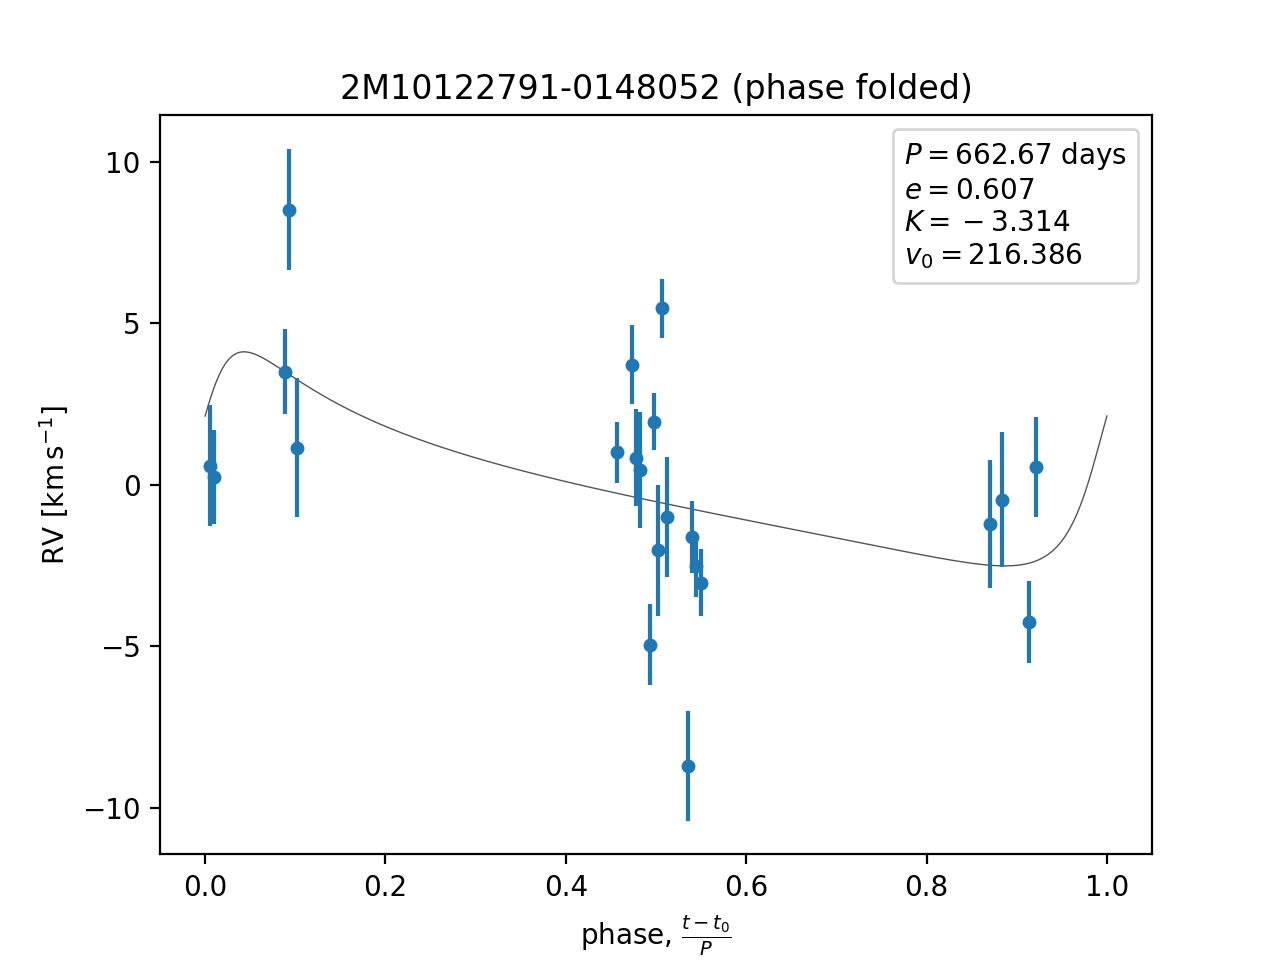 2M10122791-0148052 (phase folded)
P = 662.67 days
e = 0.607
K = − 3.314
v₀ = 216.386
10
5
0
−5
−10
RV [km s⁻¹]
0.0 0.2 0.4 0.6 0.8 1.0
phase, (t − t₀)/P